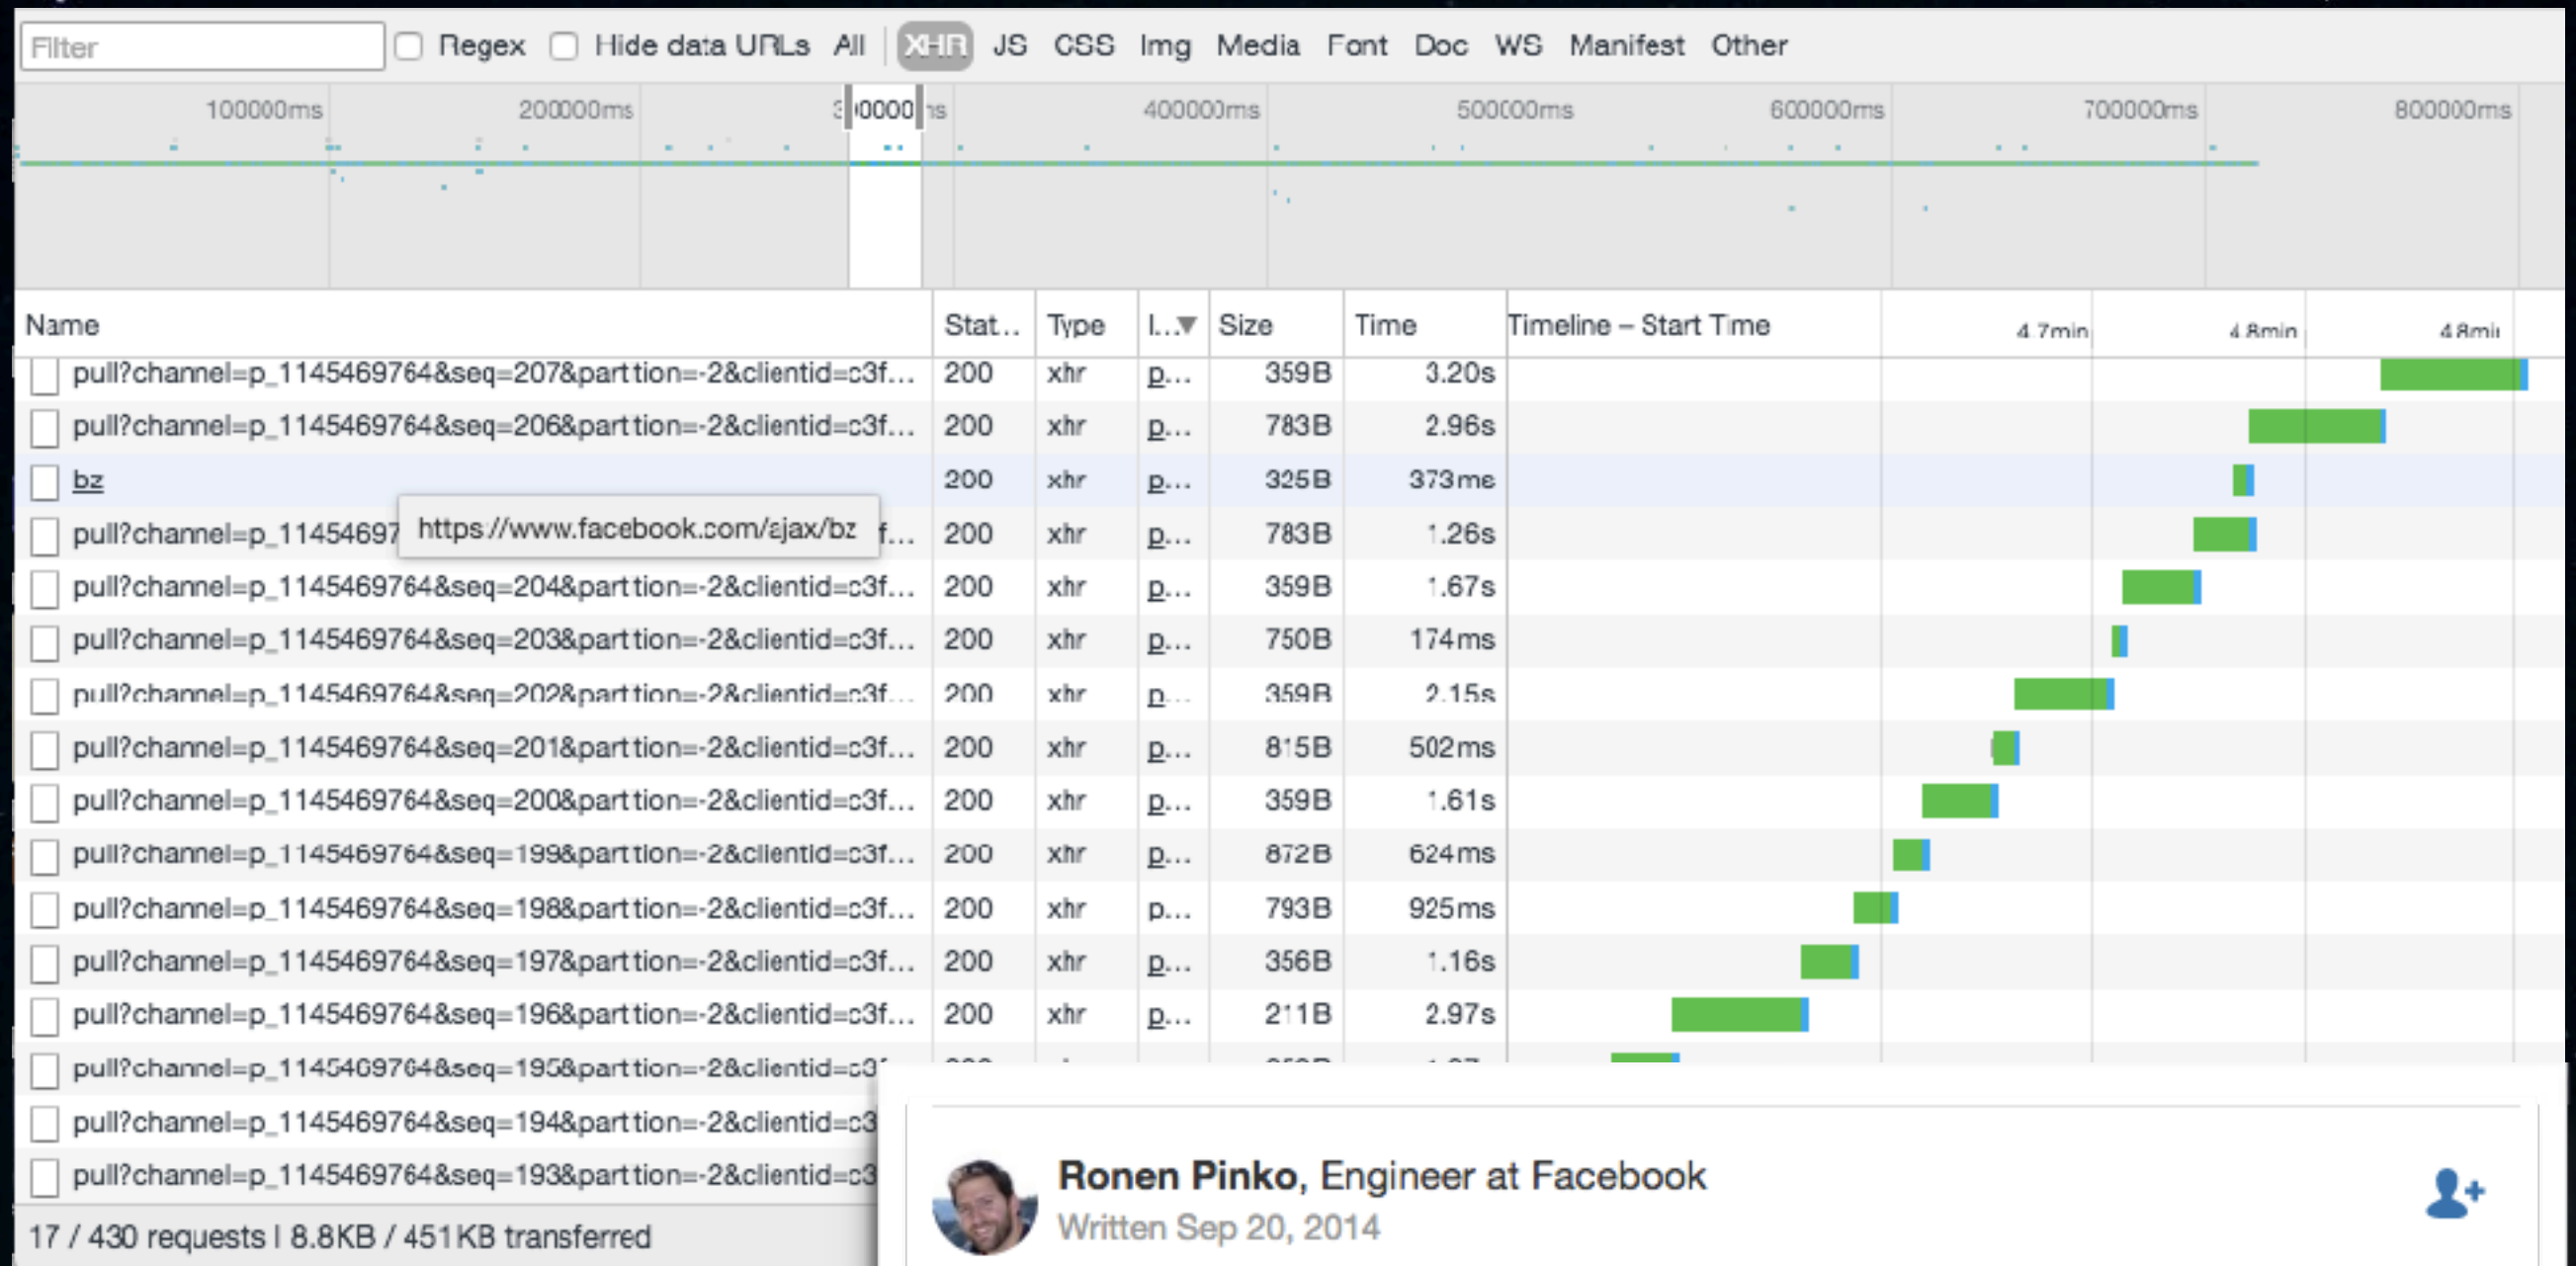 Filter Regex Hide data URLs All XHR JS CSS Img Media Font Doc WS Manifest Other
100000ms 200000ms 400000ms 500000ms 600000ms 700000ms 800000ms
Name Stat... Type I... Size Time Timeline – Start Time 4.7min 4.8min 4.8min
pull?channel=p_1145469764&seq=207&partition=-2&clientid=c3f... 200 xhr p... 359B 3.20s
pull?channel=p_1145469764&seq=206&partition=-2&clientid=c3f... 200 xhr p... 783B 2.96s
bz 200 xhr p... 325B 373ms
pull?channel=p_11454697 f... 200 xhr p... 783B 1.26s
https://www.facebook.com/ajax/bz
pull?channel=p_1145469764&seq=204&partition=-2&clientid=c3f... 200 xhr p... 359B 1.67s
pull?channel=p_1145469764&seq=203&partition=-2&clientid=c3f... 200 xhr p... 750B 174ms
pull?channel=p_1145469764&seq=202&partition=-2&clientid=c3f... 200 xhr p... 359B 2.15s
pull?channel=p_1145469764&seq=201&partition=-2&clientid=c3f... 200 xhr p... 815B 502ms
pull?channel=p_1145469764&seq=200&partition=-2&clientid=c3f... 200 xhr p... 359B 1.61s
pull?channel=p_1145469764&seq=199&partition=-2&clientid=c3f... 200 xhr p... 872B 624ms
pull?channel=p_1145469764&seq=198&partition=-2&clientid=c3f... 200 xhr p... 793B 925ms
pull?channel=p_1145469764&seq=197&partition=-2&clientid=c3f... 200 xhr p... 356B 1.16s
pull?channel=p_1145469764&seq=196&partition=-2&clientid=c3f... 200 xhr p... 211B 2.97s
pull?channel=p_1145469764&seq=195&partition=-2&clientid=c3f
pull?channel=p_1145469764&seq=194&partition=-2&clientid=c3
pull?channel=p_1145469764&seq=193&partition=-2&clientid=c3
17 / 430 requests | 8.8KB / 451KB transferred
Ronen Pinko, Engineer at Facebook
Written Sep 20, 2014